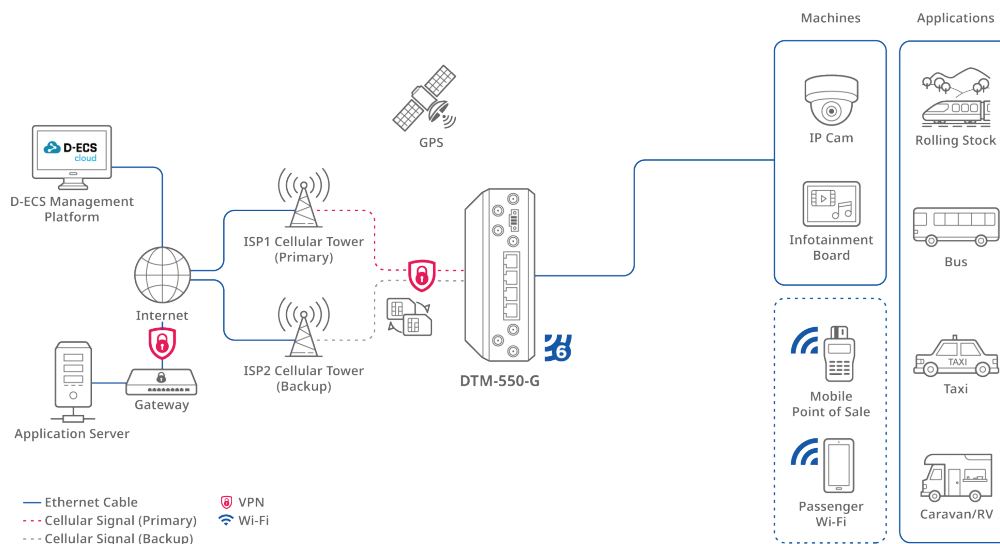 Machines
Applications
GPS
IP Cam
Rolling Stock
D-ECS
cloud
D-ECS Management
Platform
ISP1 Cellular Tower
(Primary)
Infotainment
Board
Bus
Internet
6
ISP2 Cellular Tower
(Backup)
DTM-550-G
TAXI
Taxi
Mobile
Point of Sale
Gateway
Application Server
Passenger
Wi-Fi
Caravan/RV
Ethernet Cable
VPN
Cellular Signal (Primary)
Wi-Fi
Cellular Signal (Backup)